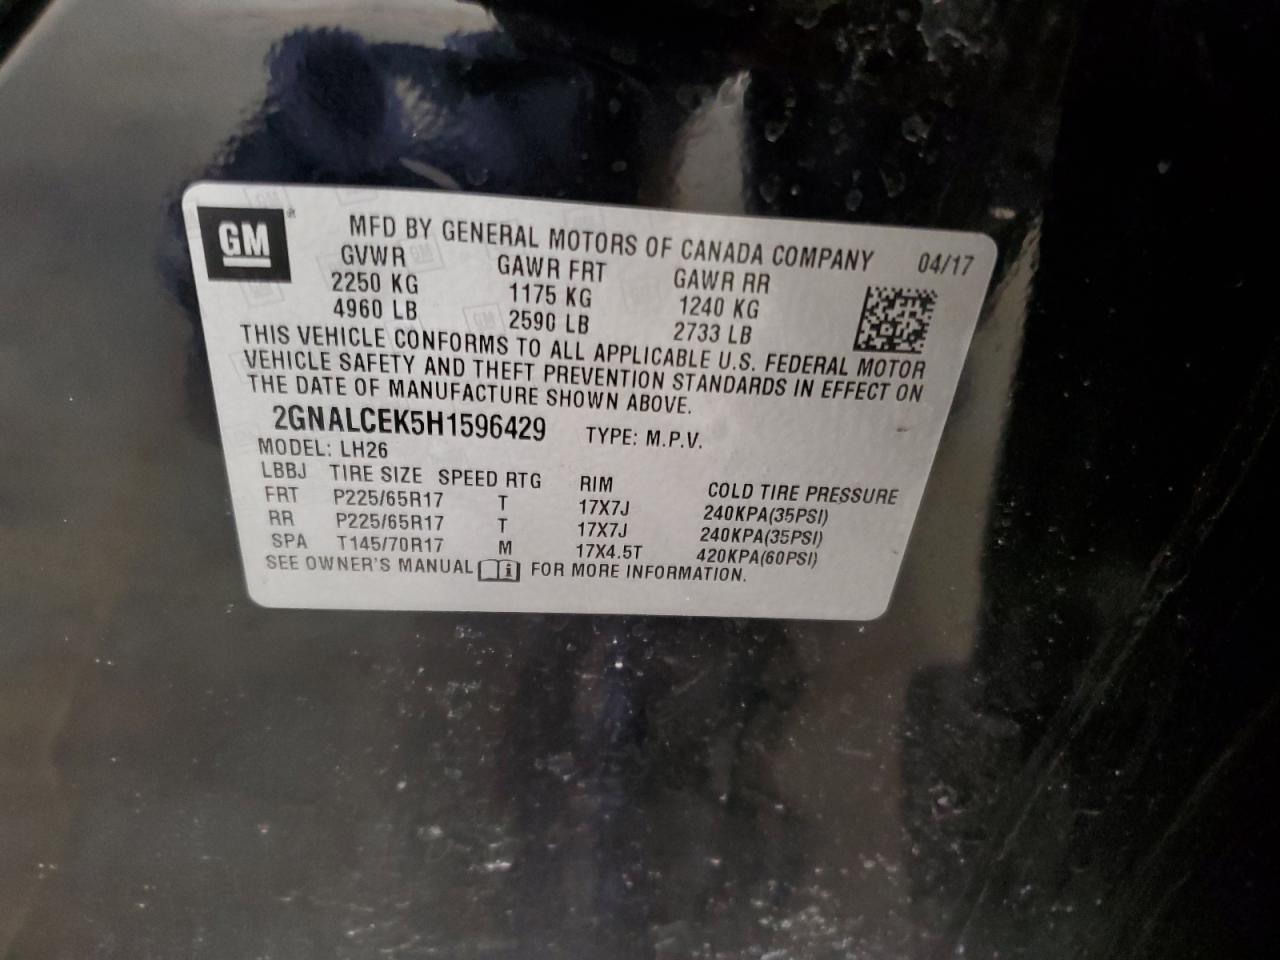 GM
MFD BY GENERAL MOTORS OF CANADA COMPANY 04/17
GVWR GAWR FRT GAWR RR
2250 KG 1175 KG 1240 KG
4960 LB 2590 LB 2733 LB
THIS VEHICLE CONFORMS TO ALL APPLICABLE U.S. FEDERAL MOTOR
VEHICLE SAFETY AND THEFT PREVENTION STANDARDS IN EFFECT ON
THE DATE OF MANUFACTURE SHOWN ABOVE.
2GNALCEK5H1596429 TYPE: M.P.V.
MODEL: LH26
LBBJ TIRE SIZE SPEED RTG RIM COLD TIRE PRESSURE
FRT P225/65R17 T 17X7J 240KPA(35PSI)
RR P225/65R17 T 17X7J 240KPA(35PSI)
SPA T145/70R17 M 17X4.5T 420KPA(60PSI)
SEE OWNER'S MANUAL i FOR MORE INFORMATION.